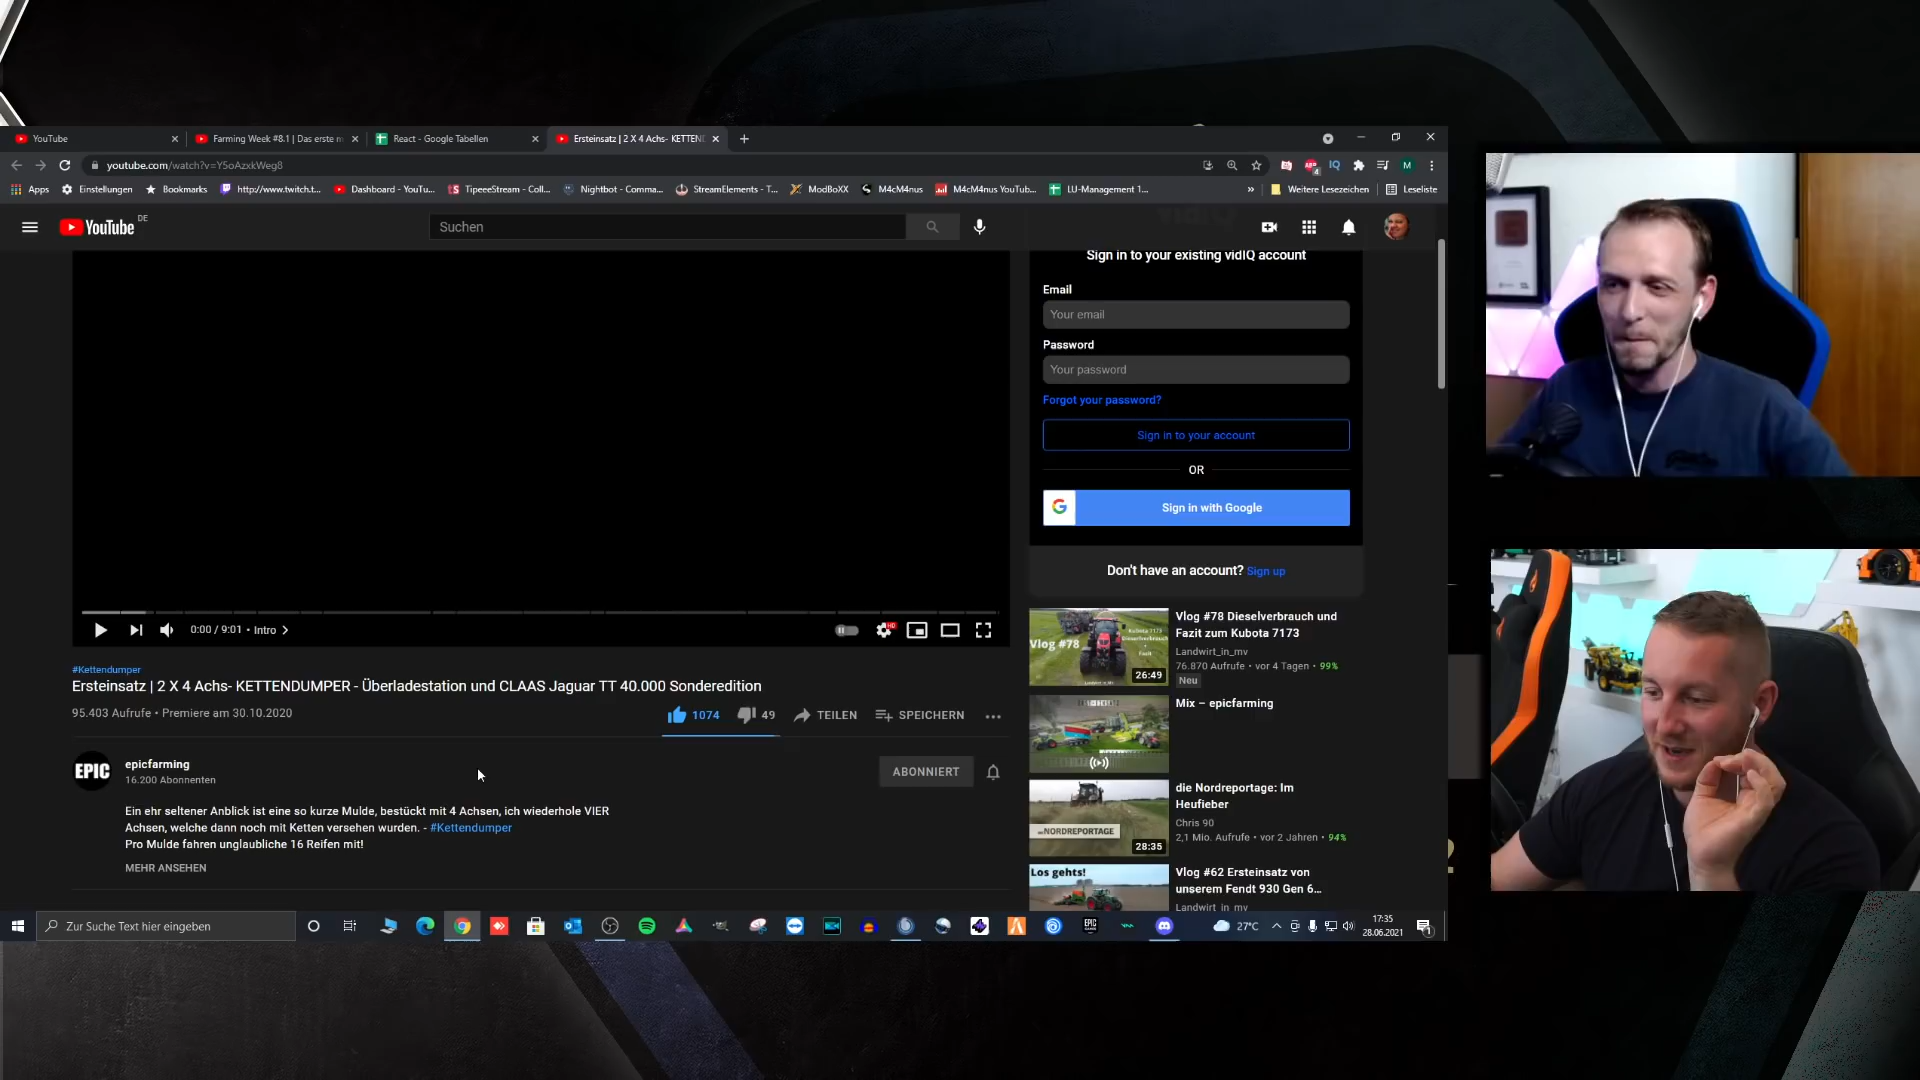 YouTube
Farming Week #8.1 | Das erste m
React - Google Tabellen
Ersteinsatz | 2 X 4 Achs- KETTEN
youtube.com/watch?v=Y5oAzxkWeg8
Apps
Einstellungen
Bookmarks
http://www.twitch.t...
Dashboard - YouTu...
TipeeeStream - Coll...
Nightbot - Comma...
StreamElements - T...
ModBoXX
M4cM4nus
M4cM4nus YouTub...
LU-Management 1...
»
Weitere Lesezeichen
Leseliste
YouTube DE
Suchen
Sign in to your existing vidIQ account
Email
Your email
Password
Your password
Forgot your password?
Sign in to your account
OR
Sign in with Google
Don't have an account? Sign up
0:00 / 9:01 • Intro
HD
#Kettendumper
Ersteinsatz | 2 X 4 Achs- KETTENDUMPER - Überladestation und CLAAS Jaguar TT 40.000 Sonderedition
95.403 Aufrufe • Premiere am 30.10.2020
1074
49
TEILEN
SPEICHERN
EPIC
epicfarming
16.200 Abonnenten
ABONNIERT
Ein ehr seltener Anblick ist eine so kurze Mulde, bestückt mit 4 Achsen, ich wiederhole VIER
Achsen, welche dann noch mit Ketten versehen wurden. - #Kettendumper
Pro Mulde fahren unglaubliche 16 Reifen mit!
MEHR ANSEHEN
Vlog #78
26:49
Vlog #78 Dieselverbrauch und
Fazit zum Kubota 7173
Landwirt_in_mv
76.870 Aufrufe • vor 4 Tagen • 99%
Neu
Mix – epicfarming
NORDREPORTAGE
28:35
die Nordreportage: Im
Heufieber
Chris 90
2,1 Mio. Aufrufe • vor 2 Jahren • 94%
Los gehts!
Vlog #62 Ersteinsatz von
unserem Fendt 930 Gen 6...
Landwirt in mv
Zur Suche Text hier eingeben
27°C
17:35
28.06.2021